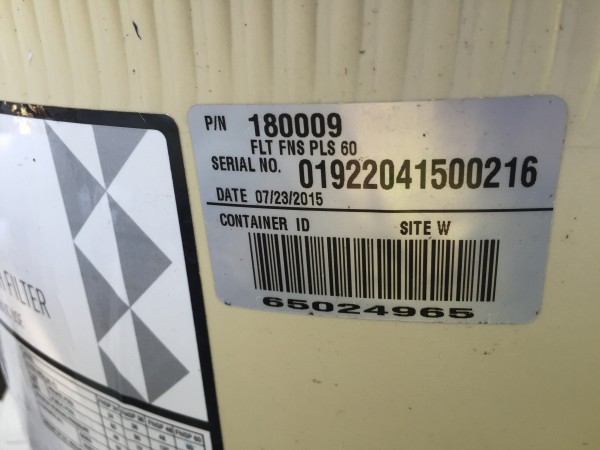 P/N 180009
FLT FNS PLS 60
SERIAL NO. 01922041500216
DATE 07/23/2015
CONTAINER ID SITE W
65024965
FILTER